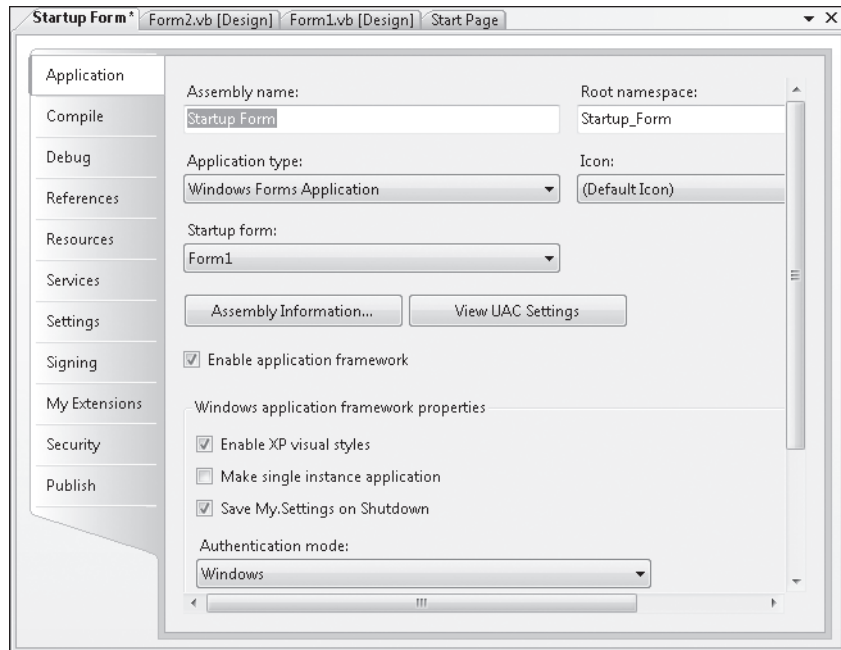 Startup Form* Form2.vb [Design] Form1.vb [Design] Start Page
Application
Compile
Debug
References
Resources
Services
Settings
Signing
My Extensions
Security
Publish
Assembly name:
Startup Form
Root namespace:
Startup_Form
Application type:
Windows Forms Application
Icon:
(Default Icon)
Startup form:
Form1
Assembly Information...
View UAC Settings
Enable application framework
Windows application framework properties
Enable XP visual styles
Make single instance application
Save My.Settings on Shutdown
Authentication mode:
Windows